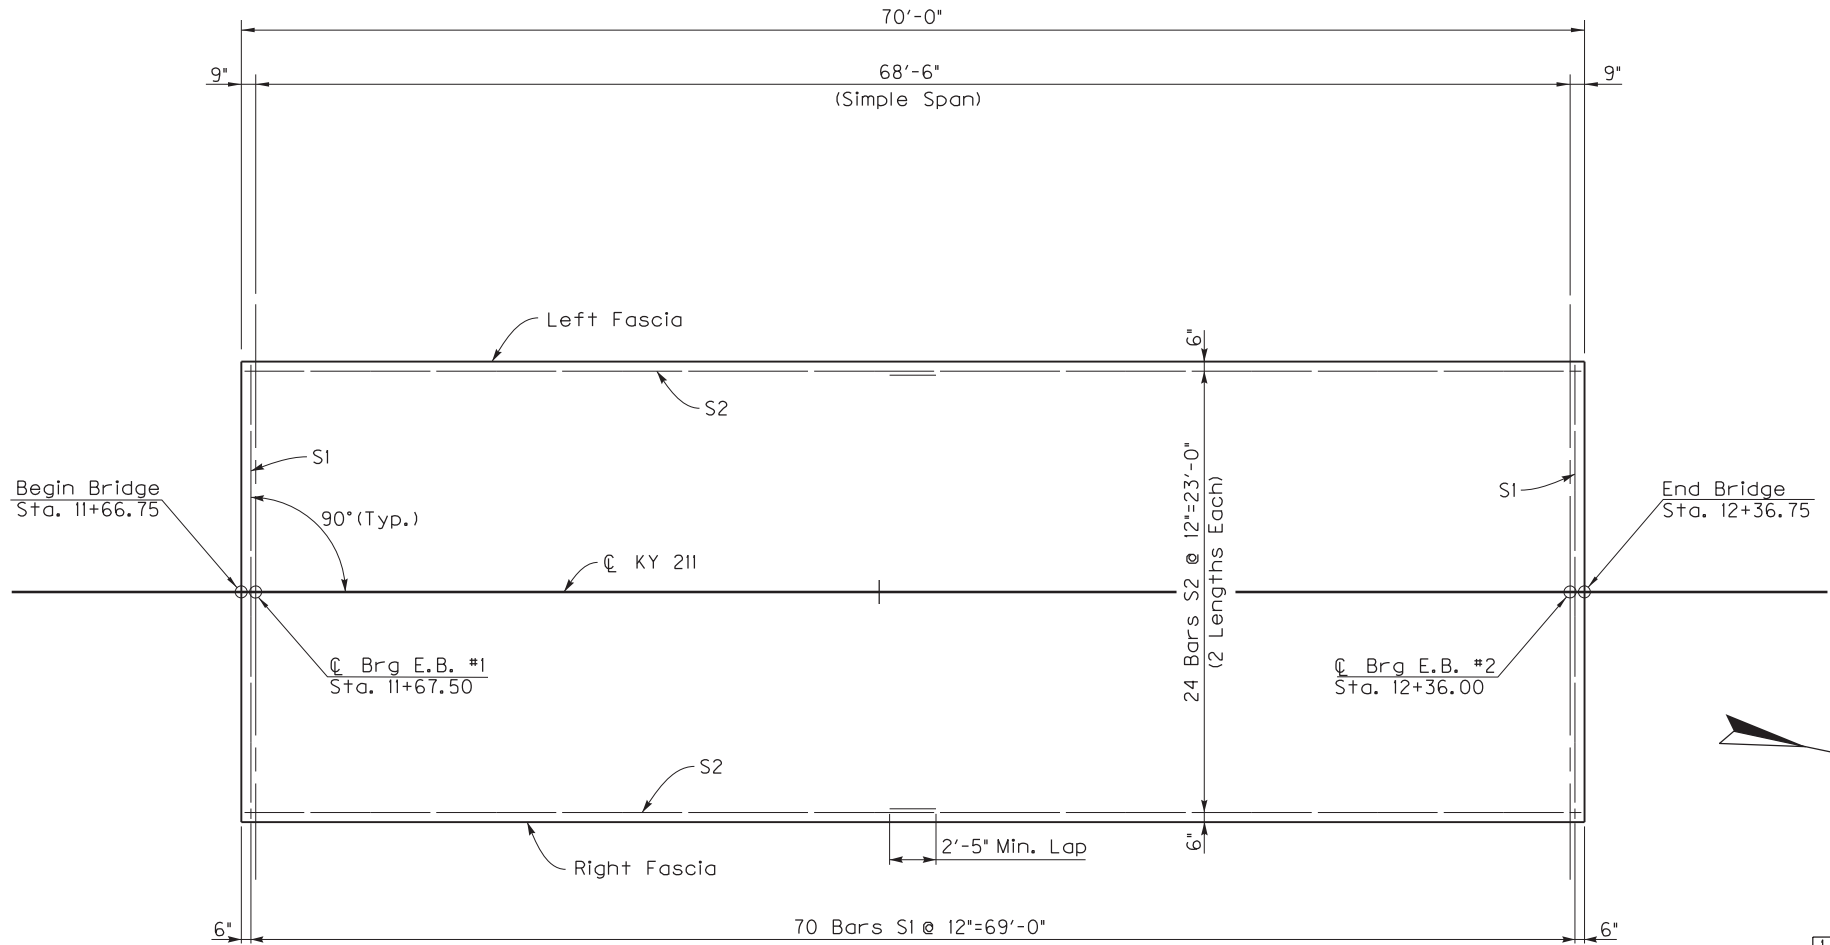 70'-0"
9"
68'-6"
9"
(Simple Span)
Left Fascia
6"
S2
S1
Begin Bridge
Sta. 11+66.75
90°(Typ.)
℄ KY 211
24 Bars S2 @ 12"=23'-0"
(2 Lengths Each)
S1
End Bridge
Sta. 12+36.75
℄ Brg E.B. #1
Sta. 11+67.50
℄ Brg E.B. #2
Sta. 12+36.00
S2
2'-5" Min. Lap
6"
Right Fascia
6"
70 Bars S1 @ 12"=69'-0"
6"